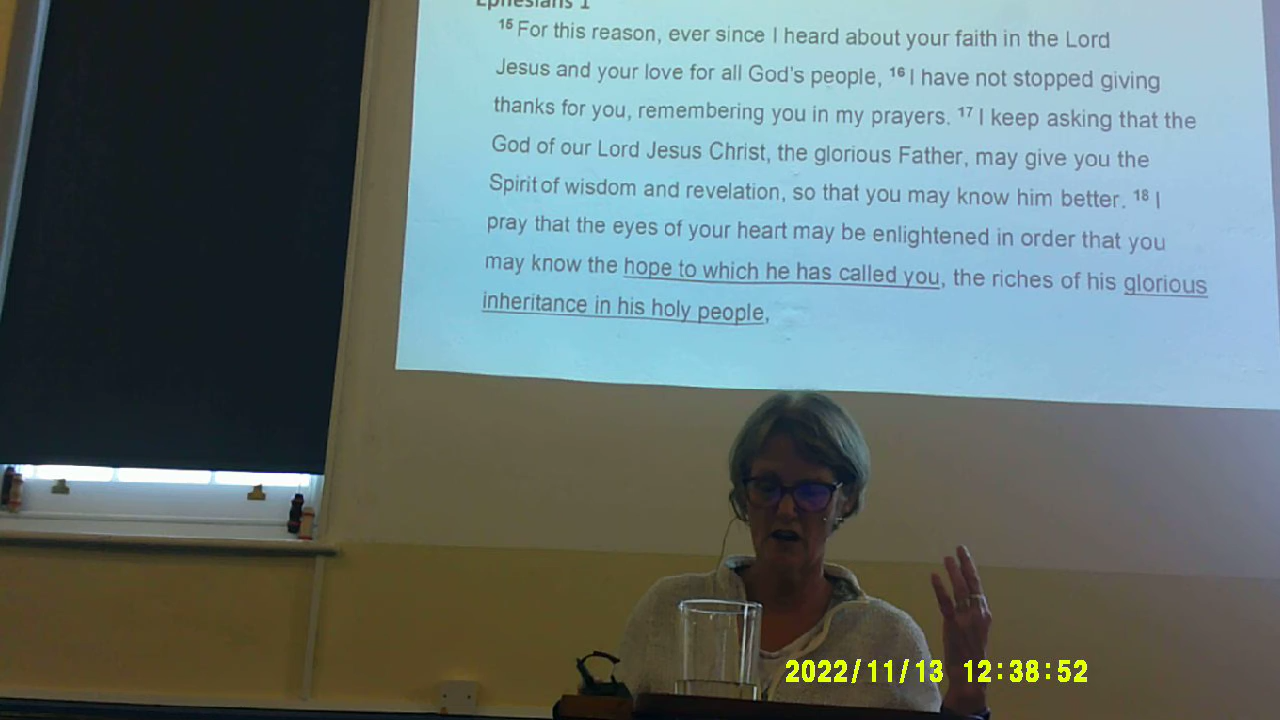 Ephesians 1
15 For this reason, ever since I heard about your faith in the Lord
Jesus and your love for all God's people, 16 I have not stopped giving
thanks for you, remembering you in my prayers. 17 I keep asking that the
God of our Lord Jesus Christ, the glorious Father, may give you the
Spirit of wisdom and revelation, so that you may know him better. 18 I
pray that the eyes of your heart may be enlightened in order that you
may know the hope to which he has called you, the riches of his glorious
inheritance in his holy people,
2022/11/13 12:38:52